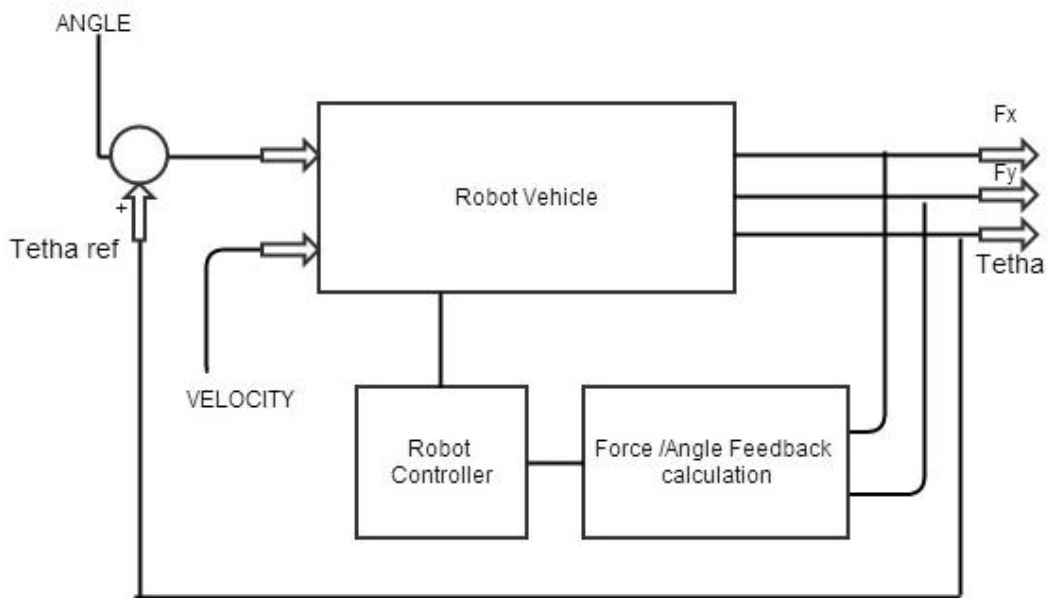 ANGLE
Fx
Robot Vehicle
Fy
+
Tetha ref
Tetha
VELOCITY
Robot
Controller
Force /Angle Feedback
calculation